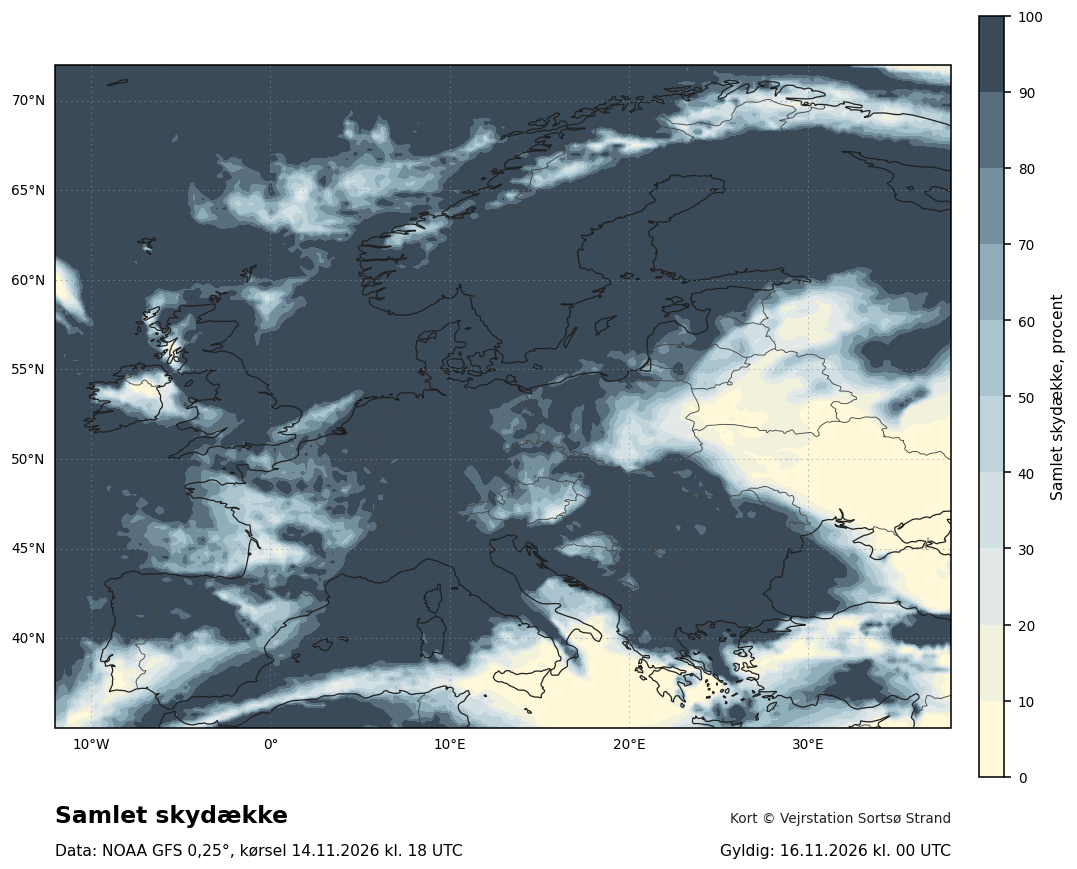 70°N
65°N
60°N
55°N
50°N
45°N
40°N
10°W
0°
10°E
20°E
30°E
100
90
80
70
60
50
40
30
20
10
0
Samlet skydække, procent
Samlet skydække
Kort © Vejrstation Sortsø Strand
Data: NOAA GFS 0,25°, kørsel 14.11.2026 kl. 18 UTC
Gyldig: 16.11.2026 kl. 00 UTC